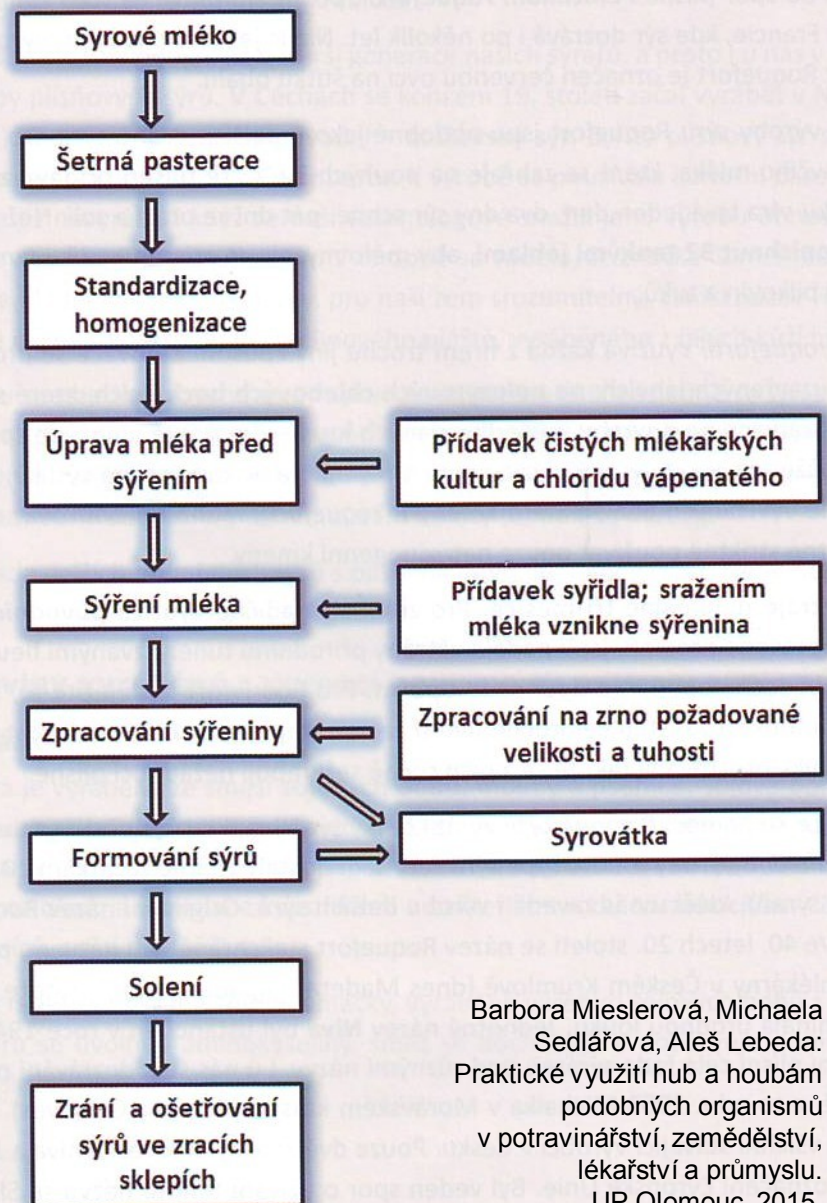 Syrové mléko
Šetrná pasterace
Standardizace,
homogenizace
Úprava mléka před
sýřením
Přídavek čistých mlékařských
kultur a chloridu vápenatého
Sýření mléka
Přídavek syřidla; sražením
mléka vznikne sýřenina
Zpracování sýřeniny
Zpracování na zrno požadované
velikosti a tuhosti
Syrovátka
Formování sýrů
Solení
Zrání a ošetřování
sýrů ve zracích
sklepích
Barbora Mieslerová, Michaela
Sedlářová, Aleš Lebeda:
Praktické využití hub a houbám
podobných organismů
v potravinářství, zemědělství,
lékařství a průmyslu.
UP Olomouc 2015.